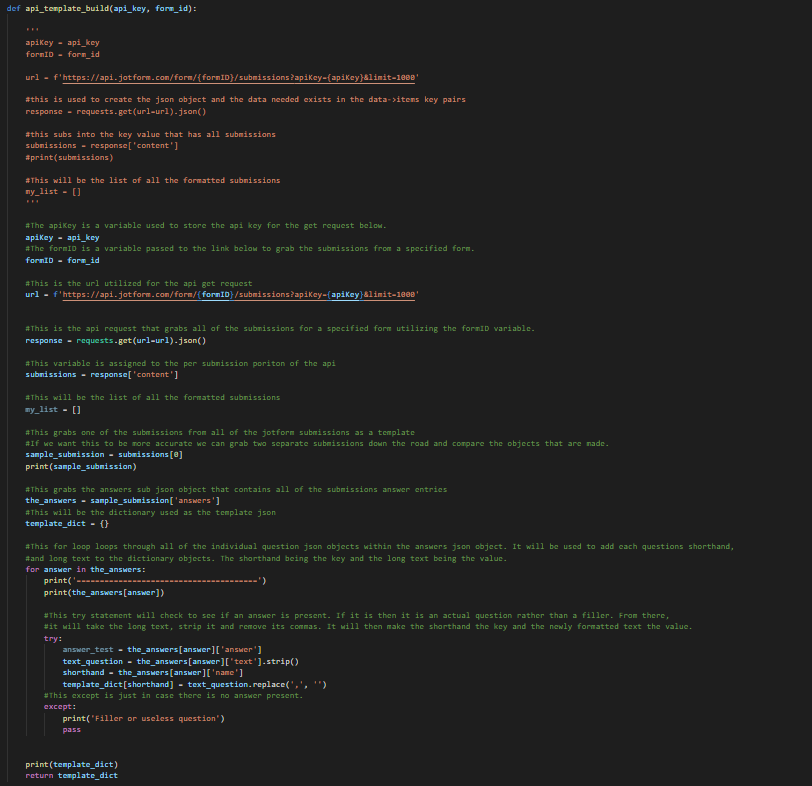 def api_template_build(api_key, form_id):
'''
apiKey = api_key
formID = form_id
url = f'https://api.jotform.com/form/{formID}/submissions?apiKey={apiKey}&limit=1000'
#this is used to create the json object and the data needed exists in the data->items key pairs
response = requests.get(url=url).json()
#this subs into the key value that has all submissions
submissions = response['content']
#print(submissions)
#This will be the list of all the formatted submissions
my_list = []
'''
#The apiKey is a variable used to store the api key for the get request below.
apiKey = api_key
#The formID is a variable passed to the link below to grab the submissions from a specified form.
formID = form_id
#This is the url utilized for the api get request
url = f'https://api.jotform.com/form/{formID}/submissions?apiKey={apiKey}&limit=1000'
#This is the api request that grabs all of the submissions for a specified form utilizing the formID variable.
response = requests.get(url=url).json()
#This variable is assigned to the per submission poriton of the api
submissions = response['content']
#This will be the list of all the formatted submissions
my_list = []
#This grabs one of the submissions from all of the jotform submissions as a template
#If we want this to be more accurate we can grab two separate submissions down the road and compare the objects that are made.
sample_submission = submissions[0]
print(sample_submission)
#This grabs the answers sub json object that contains all of the submissions answer entries
the_answers = sample_submission['answers']
#This will be the dictionary used as the template json
template_dict = {}
#This for loop loops through all of the individual question json objects within the answers json object. It will be used to add each questions shorthand,
#and long text to the dictionary objects. The shorthand being the key and the long text being the value.
for answer in the_answers:
print('=======================================')
print(the_answers[answer])
#This try statement will check to see if an answer is present. If it is then it is an actual question rather than a filler. From there,
#it will take the long text, strip it and remove its commas. It will then make the shorthand the key and the newly formatted text the value.
try:
answer_test = the_answers[answer]['answer']
text_question = the_answers[answer]['text'].strip()
shorthand = the_answers[answer]['name']
template_dict[shorthand] = text_question.replace(',', '')
#This except is just in case there is no answer present.
except:
print('Filler or useless question')
pass
print(template_dict)
return template_dict